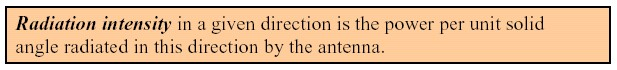 Radiation intensity in a given direction is the power per unit solid
angle radiated in this direction by the antenna.